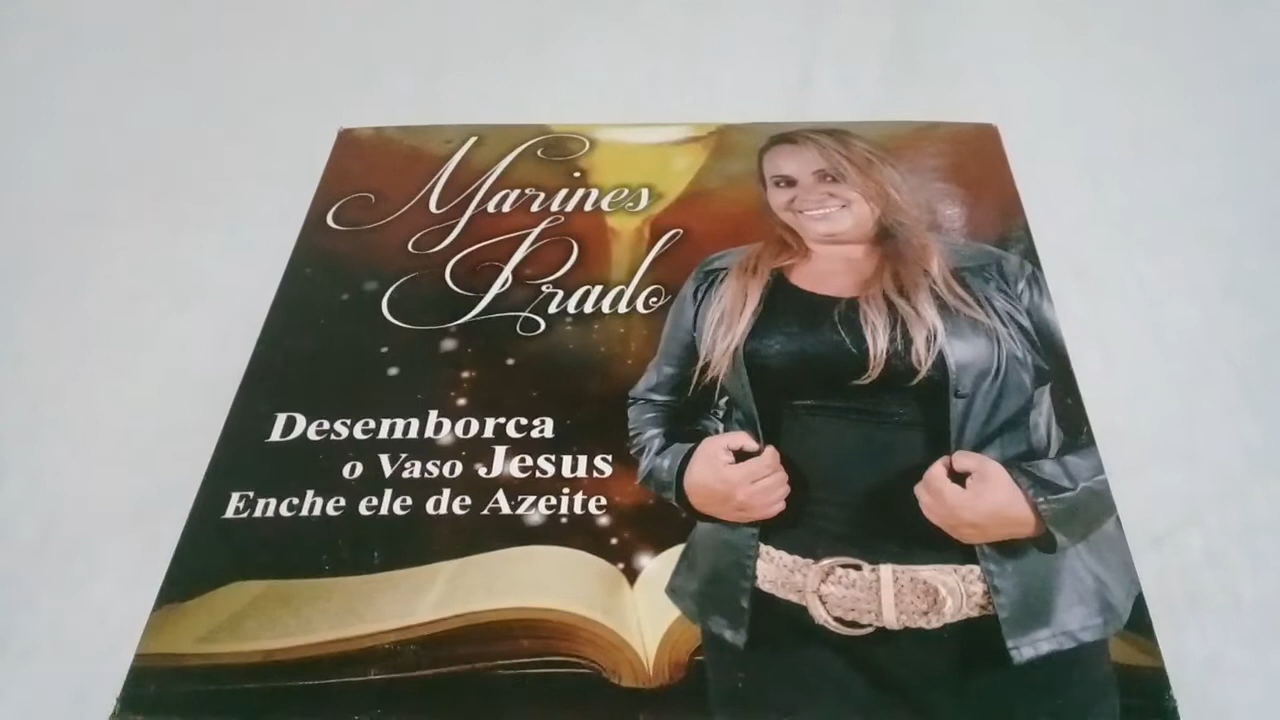 Marines
Prado
Desemborca
o Vaso Jesus
Enche ele de Azeite